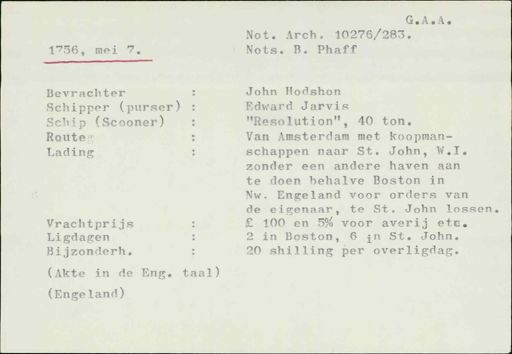 G.A.A.
Not. Arch. 10276/283.
1756, mei 7.
Nots. B. Phaff
Bevrachter : John Hodshon
Schipper (purser) : Edward Jarvis
Schip (Scooner) : "Resolution", 40 ton.
Route : Van Amsterdam met koopman-
Lading : schappen naar St. John, W.I.
zonder een andere haven aan
te doen behalve Boston in
Nw. Engeland voor orders van
de eigenaar, te St. John lossen.
Vrachtprijs : £ 100 en 5% voor averij etc.
Ligdagen : 2 in Boston, 6 in St. John.
Bijzonderh. : 20 shilling per overligdag.
(Akte in de Eng. taal)
(Engeland)